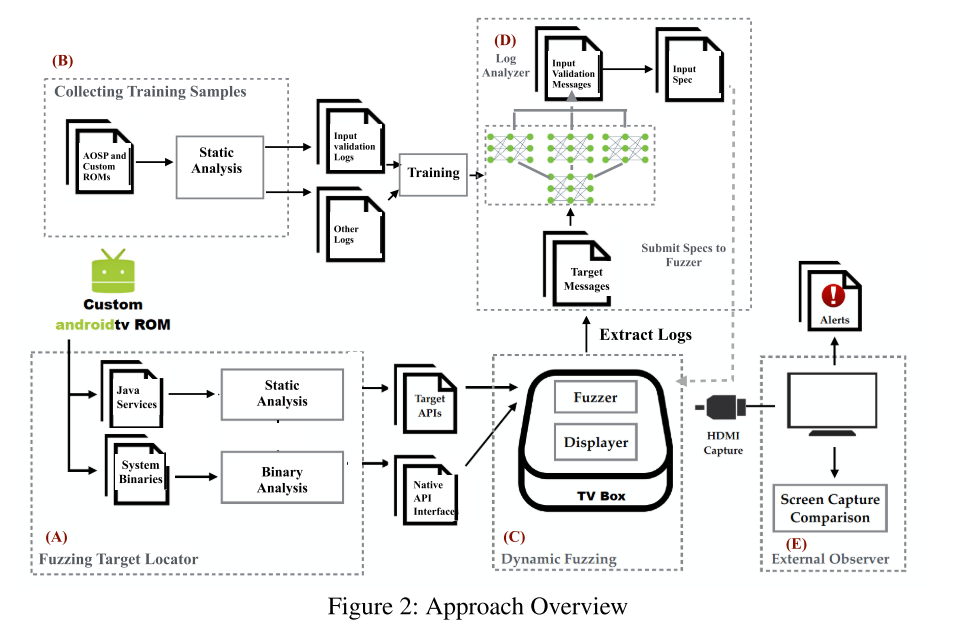 (B)
Collecting Training Samples
AOSP and
Custom
ROMs
Static
Analysis
Input
validation
Logs
Other
Logs
Training
(D)
Log
Analyzer
Input
Validation
Messages
Input
Spec
Target
Messages
Submit Specs to
Fuzzer
Custom
androidtv ROM
Java
Services
Static
Analysis
System
Binaries
Binary
Analysis
(A)
Fuzzing Target Locator
Target
APIs
Native
API
Interface
Extract Logs
Fuzzer
Displayer
TV Box
(C)
Dynamic Fuzzing
HDMI
Capture
Alerts
Screen Capture
Comparison
(E)
External Observer
Figure 2: Approach Overview